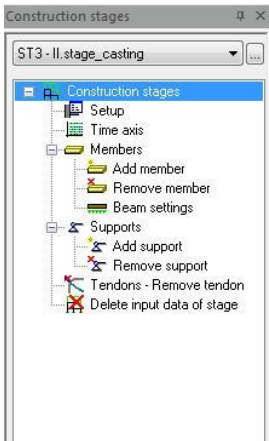 Construction stages
ST3 - II.stage_casting
...
Construction stages
Setup
Time axis
Members
Add member
Remove member
Beam settings
Supports
Add support
Remove support
Tendons - Remove tendon
Delete input data of stage